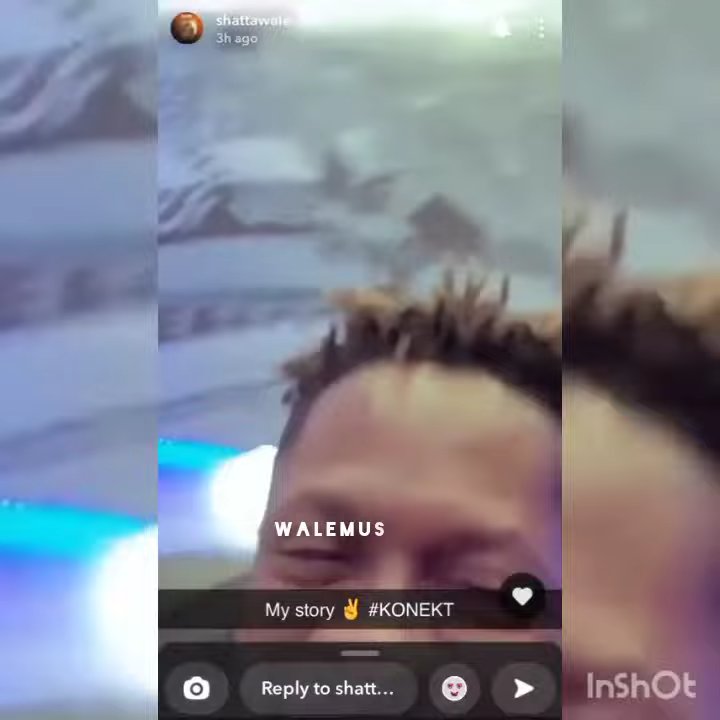 shattawale
3h ago
WALEMUS
My story ✌️ #KONEKT
Reply to shatt...
InShOt